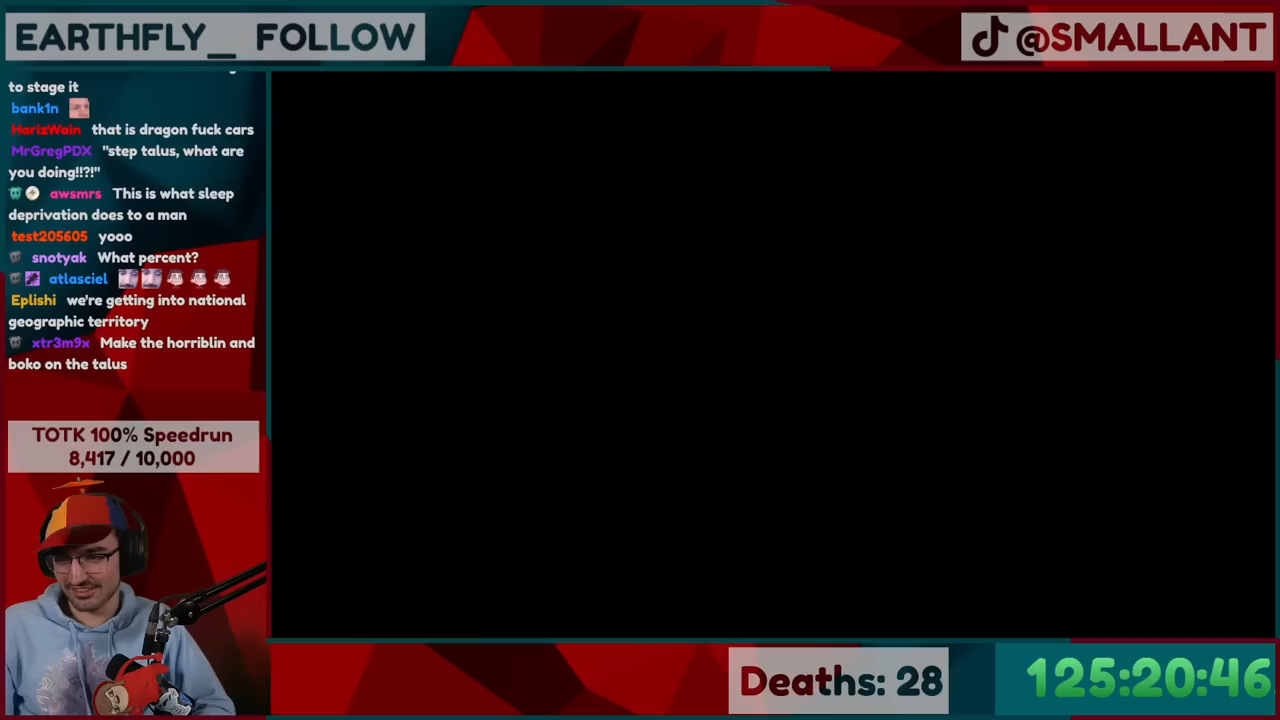 EARTHFLY_ FOLLOW
@SMALLANT
to stage it
bank1n
HarizWain that is dragon fuck cars
MrGregPDX "step talus, what are
you doing!!?!"
awsmrs This is what sleep
deprivation does to a man
test205605 yooo
snotyak What percent?
atlasciel
Eplishi we're getting into national
geographic territory
xtr3m9x Make the horriblin and
boko on the talus
TOTK 100% Speedrun
8,417 / 10,000
Deaths: 28
125:20:46